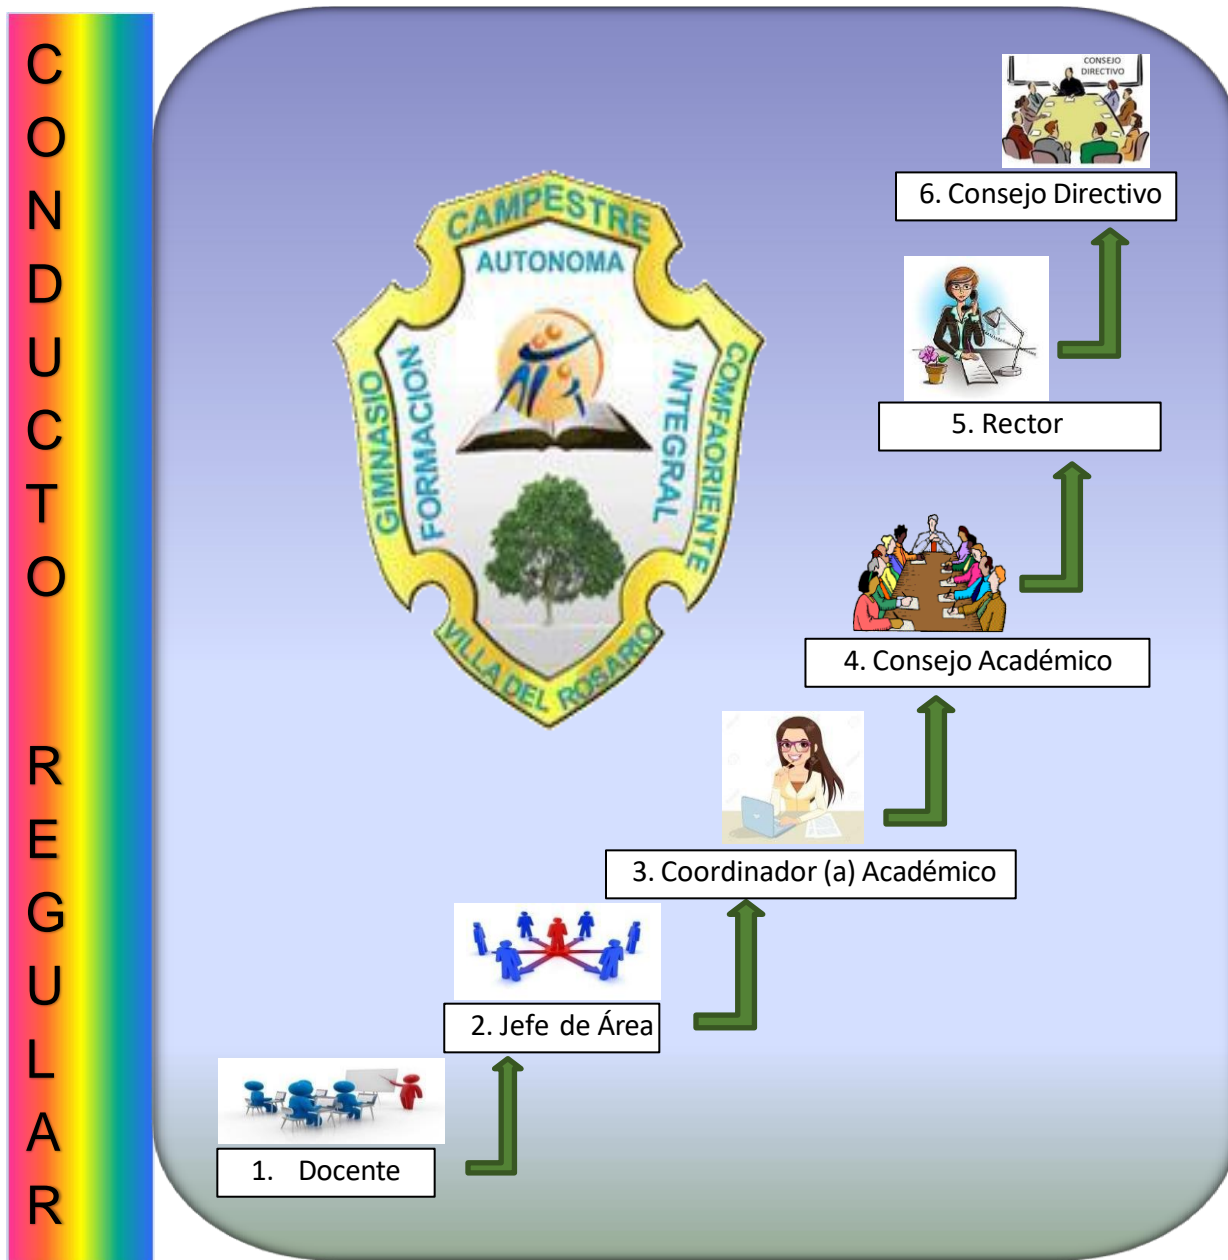 CONDUCTO
REGULAR
CONSEJO
DIRECTIVO
6. Consejo Directivo
CAMPESTRE
AUTONOMA
GIMNASIO
FORMACION
INTEGRAL
COMFAORIENTE
VILLA DEL ROSARIO
5. Rector
4. Consejo Académico
3. Coordinador (a) Académico
2. Jefe de Área
1. Docente